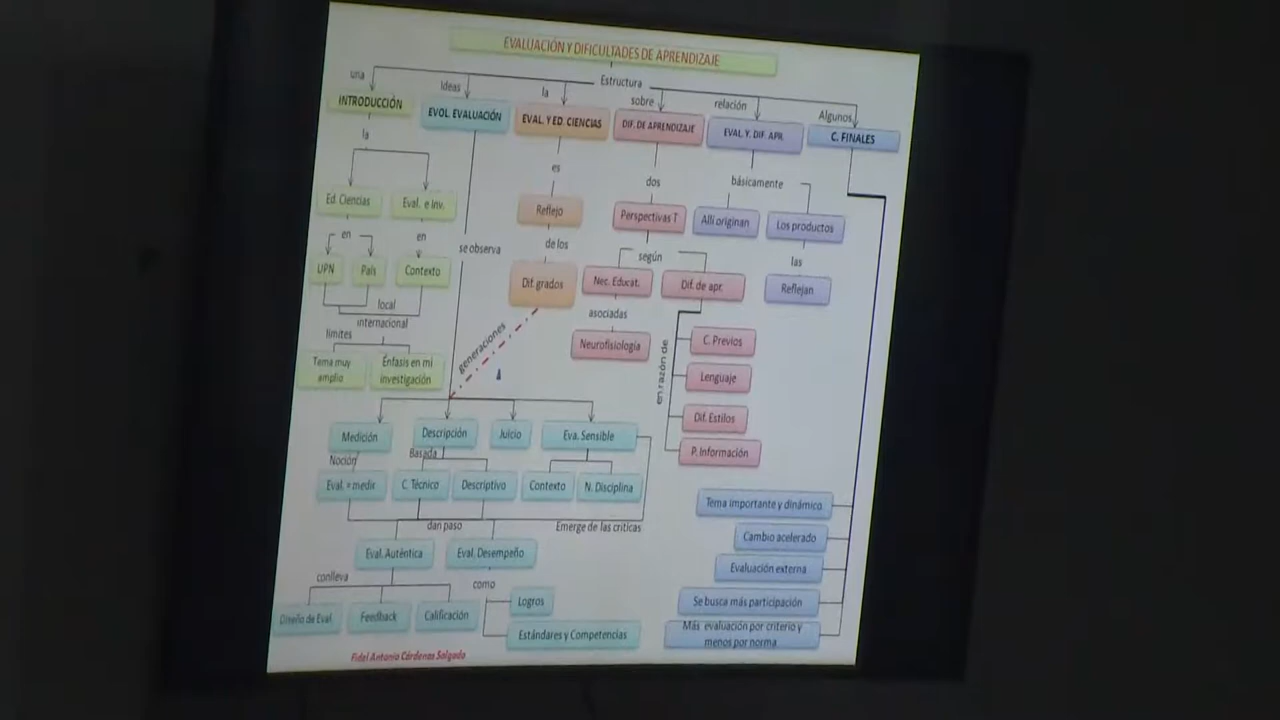 EVALUACIÓN Y DIFICULTADES DE APRENDIZAJE
Estructura
una
Ideas
la
sobre
relación
Algunos
INTRODUCCIÓN
EVOL. EVALUACIÓN
EVAL. Y ED. CIENCIAS
DIF. DE APRENDIZAJE
EVAL. Y. DIF. APR.
C. FINALES
la
es
dos
básicamente
Ed. Ciencias
Eval. e Inv.
Reflejo
Perspectivas T
Allí originan
Los productos
en
en
se observa
de los
según
las
UPN
País
Contexto
Dif. grados
Nec. Educat.
Dif. de apr.
Reflejan
local
internacional
límites
generaciones
asociadas
en razón de
Tema muy
amplio
Énfasis en mi
investigación
Neurofisiología
C. Previos
Lenguaje
Dif. Estilos
P. Información
Medición
Descripción
Juicio
Eva. Sensible
Noción
Basada
Eval. = medir
C. Técnico
Descriptivo
Contexto
N. Disciplina
dan paso
Emerge de las criticas
Eval. Auténtica
Eval. Desempeño
conlleva
como
Diseño de Eval.
Feedback
Calificación
Logros
Estándares y Competencias
Tema importante y dinámico
Cambio acelerado
Evaluación externa
Se busca más participación
Más evaluación por criterio y
menos por norma
Fidel Antonio Cárdenas Salgado